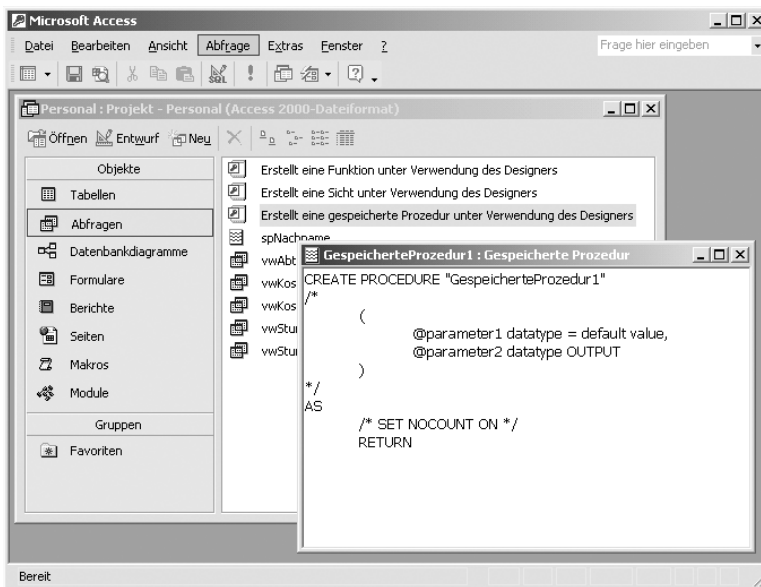 Microsoft Access
Datei Bearbeiten Ansicht Abfrage Extras Fenster ? Frage hier eingeben
SQL
Personal : Projekt - Personal (Access 2000-Dateiformat)
Öffnen Entwurf Neu
Objekte
Tabellen
Abfragen
Datenbankdiagramme
Formulare
Berichte
Seiten
Makros
Module
Gruppen
Favoriten
Erstellt eine Funktion unter Verwendung des Designers
Erstellt eine Sicht unter Verwendung des Designers
Erstellt eine gespeicherte Prozedur unter Verwendung des Designers
spNachname
vwAbt
vwKos
vwKos
vwStu
vwStu
GespeicherteProzedur1 : Gespeicherte Prozedur
CREATE PROCEDURE "GespeicherteProzedur1"
/*
(
@parameter1 datatype = default value,
@parameter2 datatype OUTPUT
)
*/
AS
/* SET NOCOUNT ON */
RETURN
Bereit